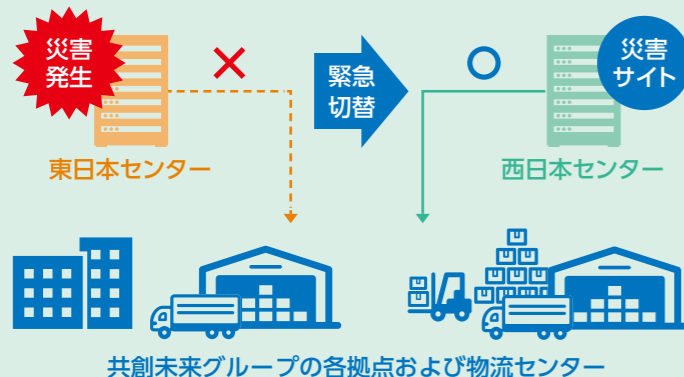 災害
発生
×
緊急
切替
○
災害
サイト
東日本センター
西日本センター
共創未来グループの各拠点および物流センター